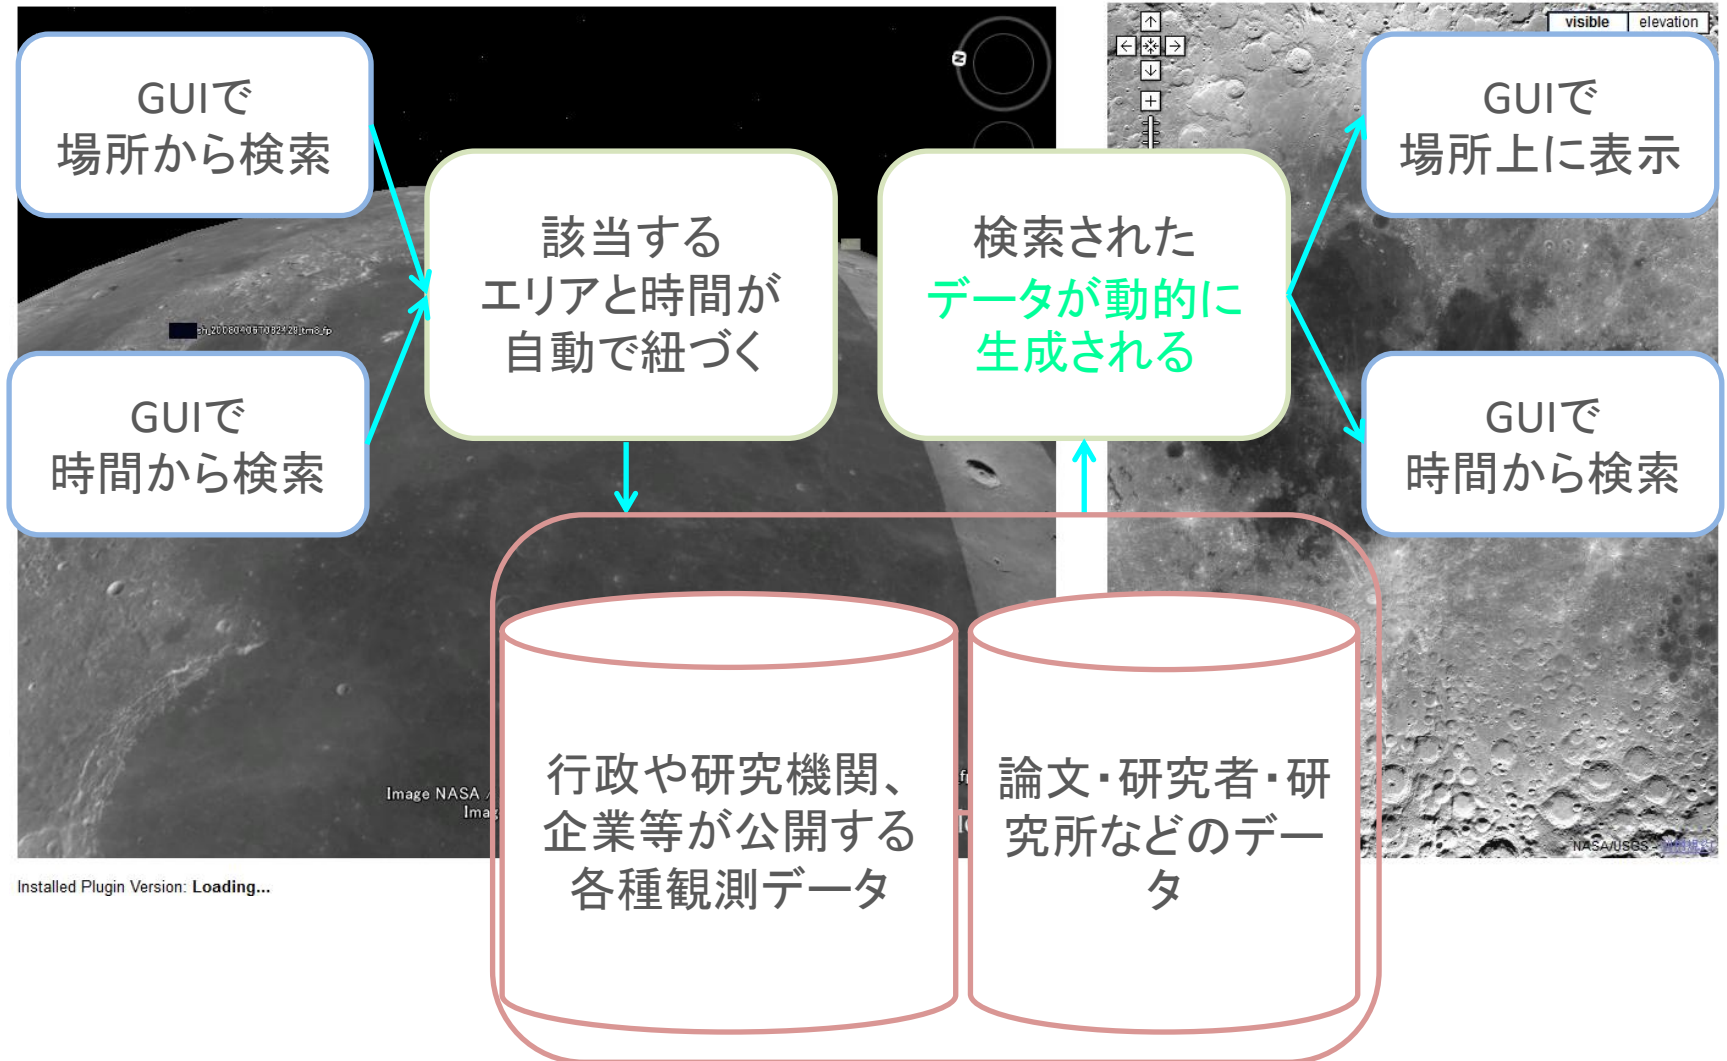 visible elevation
GUIで
場所から検索
GUIで
時間から検索
該当する
エリアと時間が
自動で紐づく
検索された
データが動的に
生成される
GUIで
場所上に表示
GUIで
時間から検索
行政や研究機関、
企業等が公開する
各種観測データ
論文・研究者・研
究所などのデー
タ
Image NASA
Imag
NASA/USGS -
Installed Plugin Version: Loading...